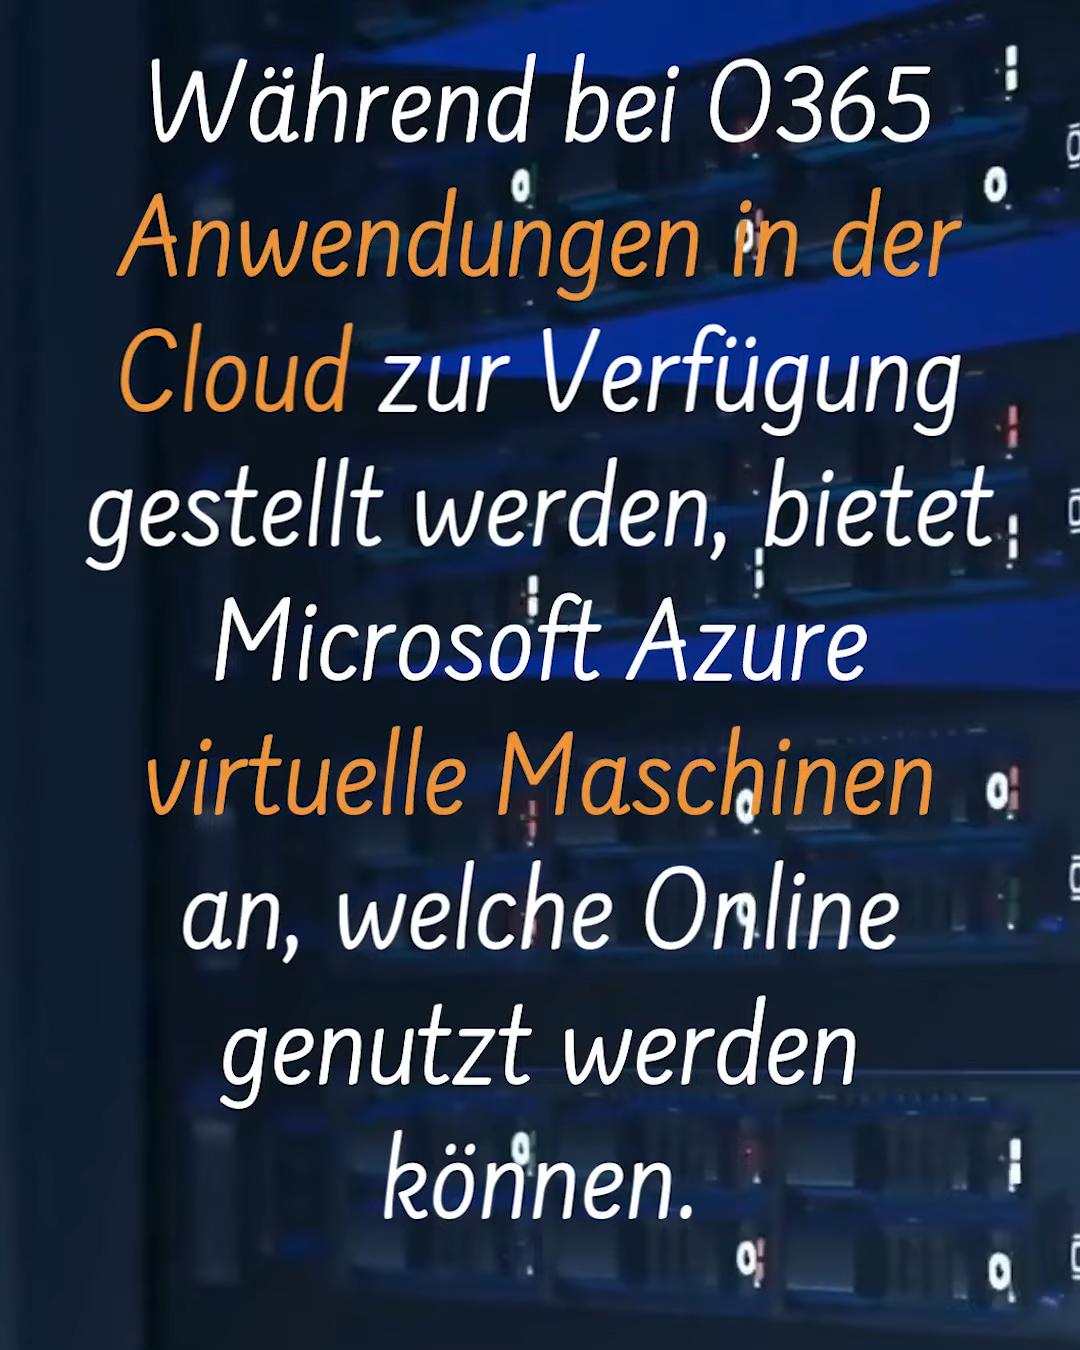 Während bei O365
Anwendungen in der
Cloud zur Verfügung
gestellt werden, bietet
Microsoft Azure
virtuelle Maschinen
an, welche Online
genutzt werden
können.